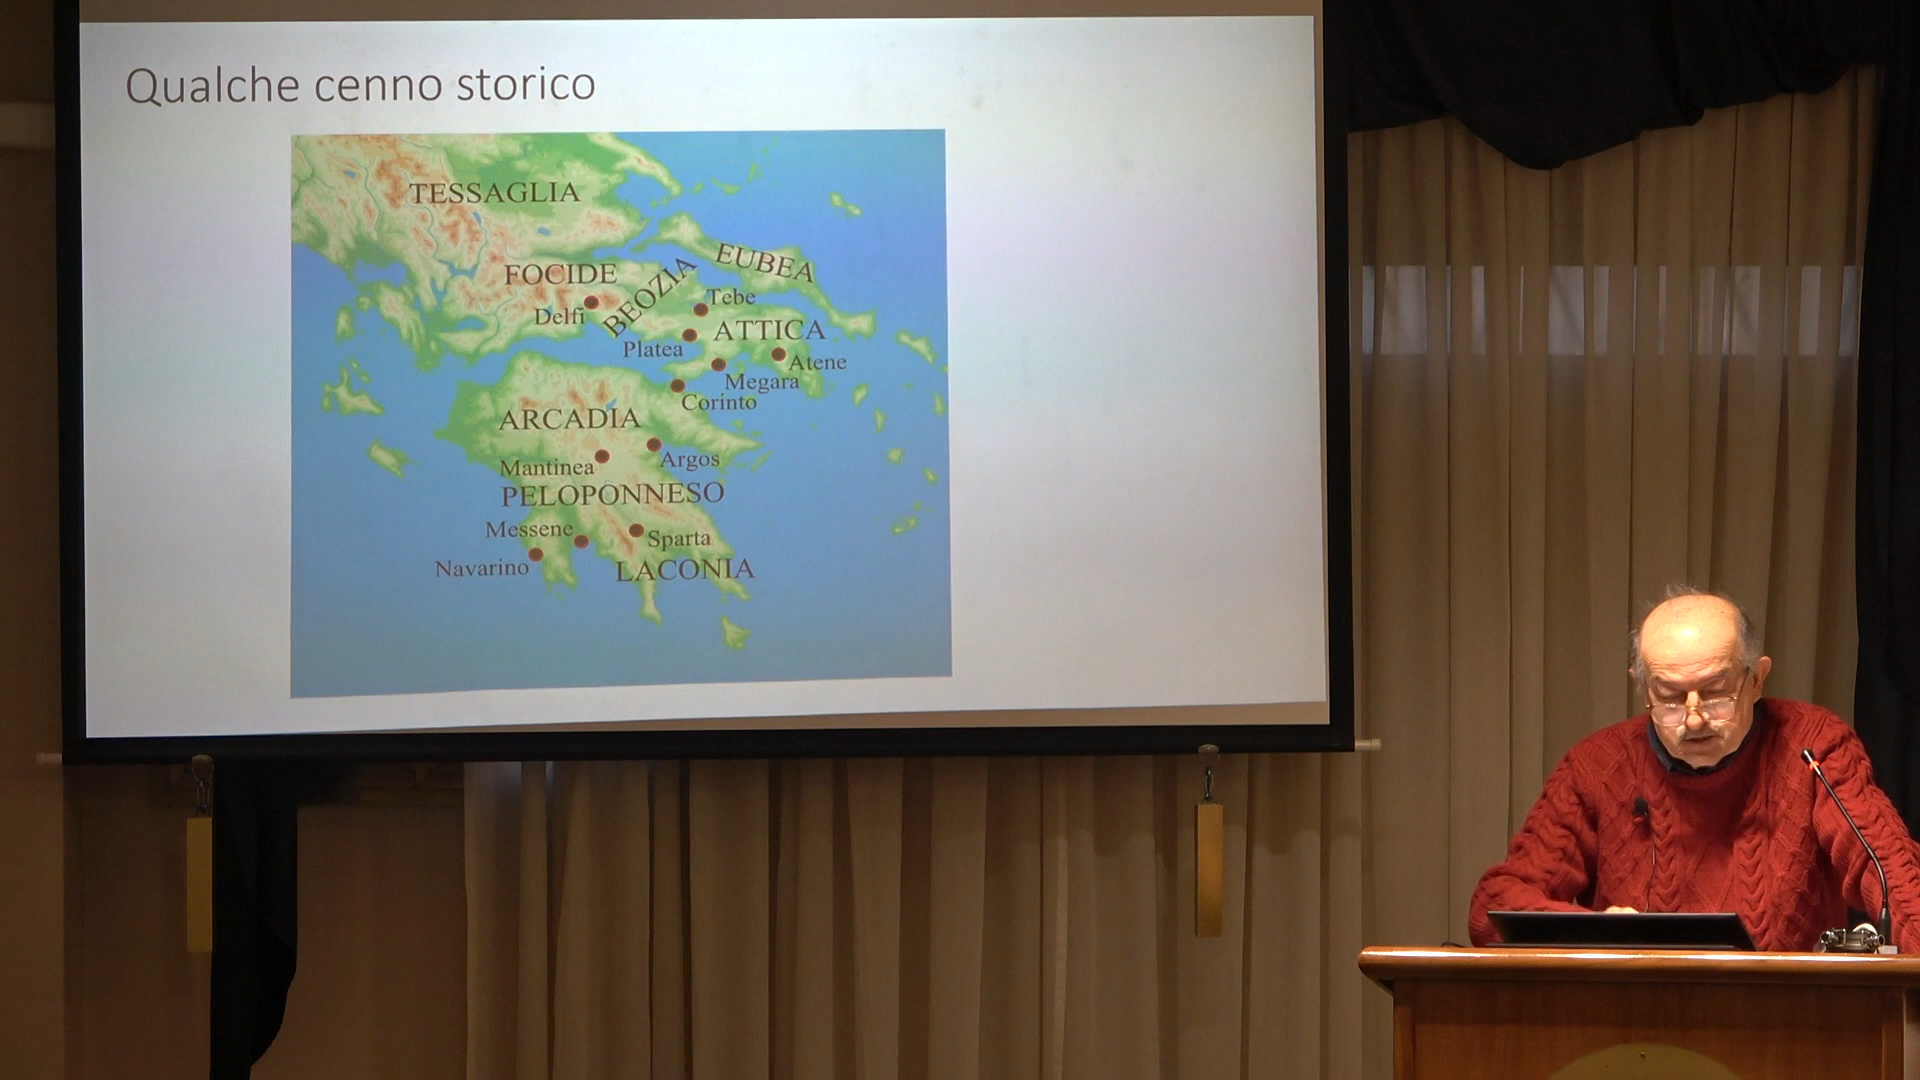 Qualche cenno storico
TESSAGLIA
EUBEA
FOCIDE
BEOZIA
Delfi
Tebe
ATTICA
Platea
Atene
Megara
Corinto
ARCADIA
Mantinea
Argos
PELOPONNESO
Messene
Sparta
Navarino
LACONIA